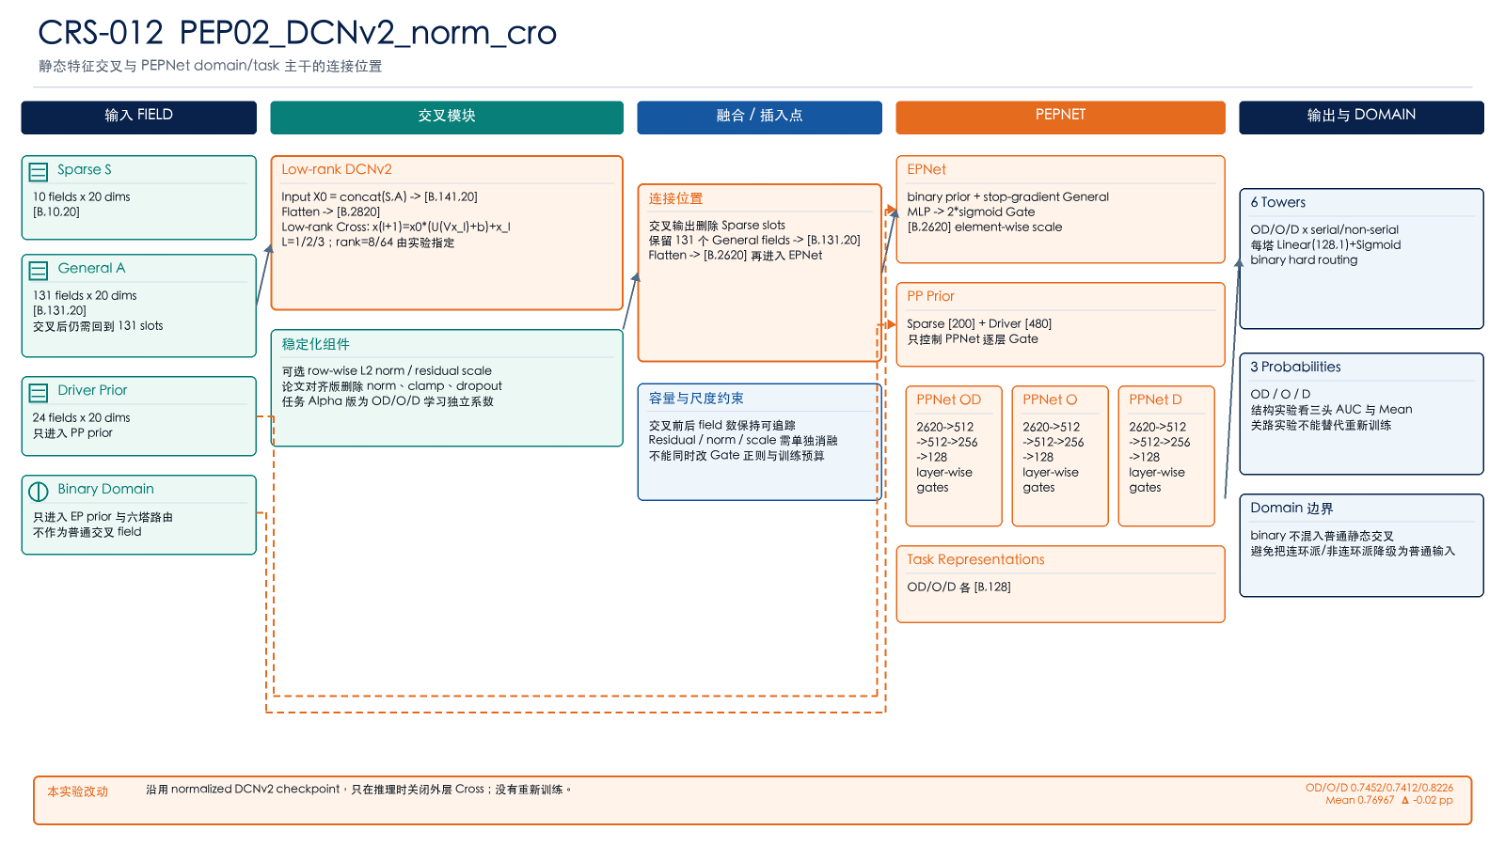 CRS-012 PEP02_DCNv2_norm_cro
静态特征交叉与 PEPNet domain/task 主干的连接位置
输入 FIELD
Sparse S
10 fields x 20 dims
[B,10,20]
General A
131 fields x 20 dims
[B,131,20]
交叉后仍需回到 131 slots
Driver Prior
24 fields x 20 dims
只进入 PP prior
Binary Domain
只进入 EP prior 与六塔路由
不作为普通交叉 field
交叉模块
Low-rank DCNv2
Input X0 = concat(S,A) -> [B,141,20]
Flatten -> [B,2820]
Low-rank Cross: x(l+1)=x0*(U(Vx_l)+b)+x_l
L=1/2/3；rank=8/64 由实验指定
稳定化组件
可选 row-wise L2 norm / residual scale
论文对齐版删除 norm、clamp、dropout
任务 Alpha 版为 OD/O/D 学习独立系数
融合 / 插入点
连接位置
交叉输出删除 Sparse slots
保留 131 个 General fields -> [B,131,20]
Flatten -> [B,2620] 再进入 EPNet
容量与尺度约束
交叉前后 field 数保持可追踪
Residual / norm / scale 需单独消融
不能同时改 Gate 正则与训练预算
PEPNET
EPNet
binary prior + stop-gradient General
MLP -> 2*sigmoid Gate
[B,2620] element-wise scale
PP Prior
Sparse [200] + Driver [480]
只控制 PPNet 逐层 Gate
PPNet OD
2620->512
->512->256
->128
layer-wise
gates
PPNet O
2620->512
->512->256
->128
layer-wise
gates
PPNet D
2620->512
->512->256
->128
layer-wise
gates
Task Representations
OD/O/D 各 [B,128]
输出与 DOMAIN
6 Towers
OD/O/D x serial/non-serial
每塔 Linear(128,1)+Sigmoid
binary hard routing
3 Probabilities
OD / O / D
结构实验看三头 AUC 与 Mean
关路实验不能替代重新训练
Domain 边界
binary 不混入普通静态交叉
避免把连环派/非连环派降级为普通输入
本实验改动
沿用 normalized DCNv2 checkpoint，只在推理时关闭外层 Cross；没有重新训练。
OD/O/D 0.7452/0.7412/0.8226
Mean 0.76967 Δ -0.02 pp